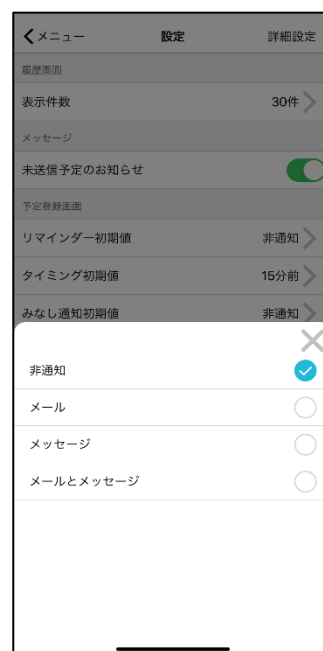 メニュー 設定 詳細設定
履歴画面
表示件数 30件
メッセージ
未送信予定のお知らせ
予定登録画面
リマインダー初期値 非通知
タイミング初期値 15分前
みなし通知初期値 非通知
非通知
メール
メッセージ
メールとメッセージ